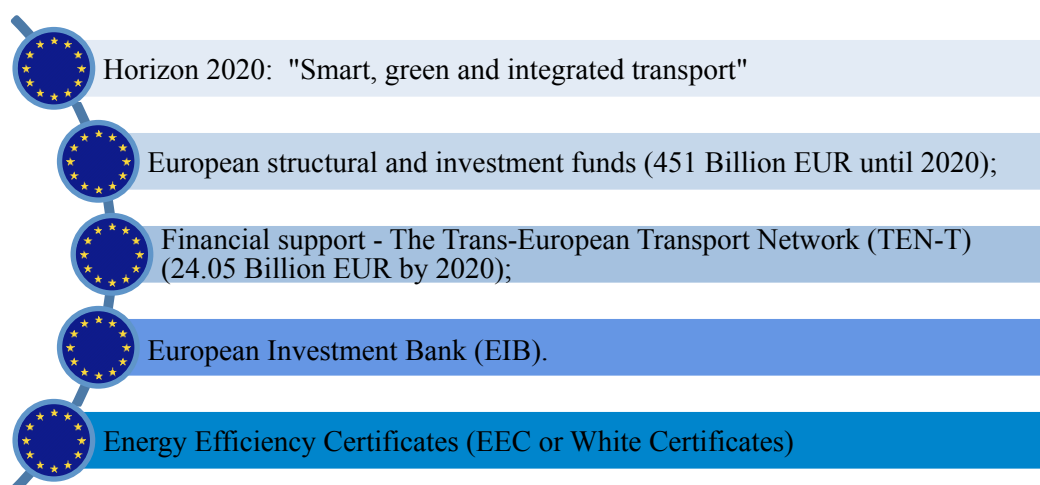 Horizon 2020:  "Smart, green and integrated transport"
European structural and investment funds (451 Billion EUR until 2020);
Financial support - The Trans-European Transport Network (TEN-T)
(24.05 Billion EUR by 2020);
European Investment Bank (EIB).
Energy Efficiency Certificates (EEC or White Certificates)